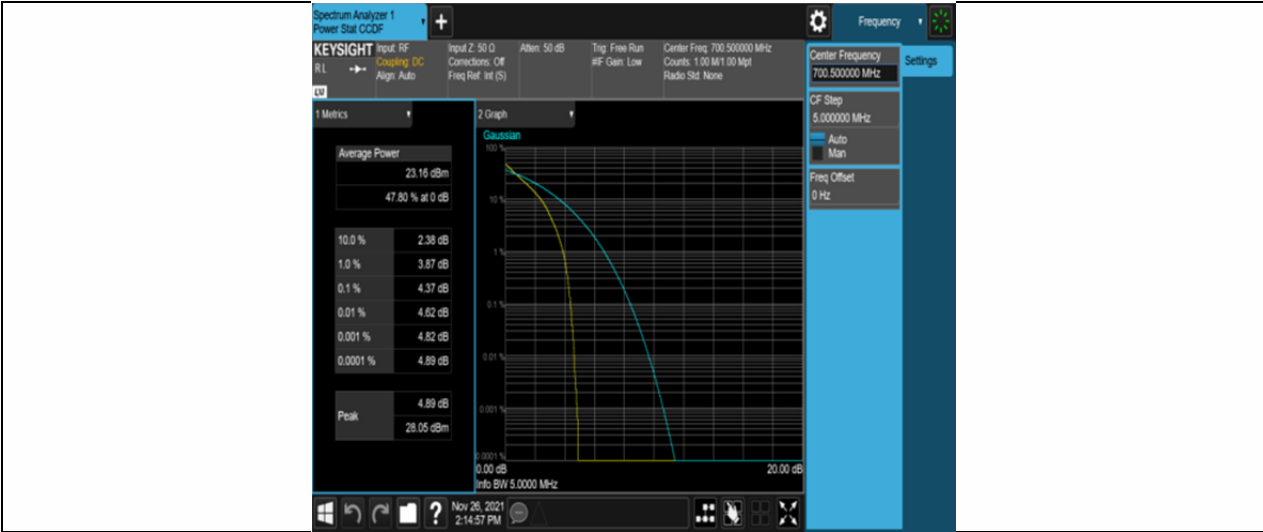 Spectrum Analyzer 1
Power Stat CCDF
Frequency
KEYSIGHT
RL
LV
Input: RF
Coupling: DC
Align: Auto
Input Z: 50 Ω
Corrections: Off
Freq Ref: Int (S)
Atten: 50 dB
Trig: Free Run
#IF Gain: Low
Center Freq: 700.500000 MHz
Counts: 1.00 M/1.00 Mpt
Radio Std: None
Center Frequency
700.500000 MHz
Settings
CF Step
5.000000 MHz
Auto
Man
Freq Offset
0 Hz
1 Metrics
Average Power
23.16 dBm
47.80 % at 0 dB
10.0 % 2.38 dB
1.0 % 3.87 dB
0.1 % 4.37 dB
0.01 % 4.62 dB
0.001 % 4.82 dB
0.0001 % 4.89 dB
Peak
4.89 dB
28.05 dBm
2 Graph
Gaussian
100 %
10 %
1 %
0.1 %
0.01 %
0.001 %
0.0001 %
0.00 dB 20.00 dB
Info BW 5.0000 MHz
?
Nov 26, 2021
2:14:57 PM